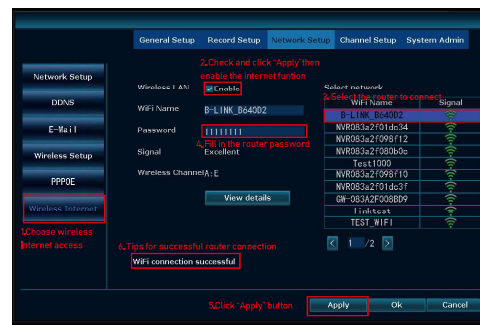 General Setup Record Setup Network Setup Channel Setup System Admin
2.Check and click "Apply"then
enable the internet funtion
Network Setup
DDNS
E-Mail
Wireless Setup
PPPOE
Wireless Internet
1.Choose wireless
internet access
Wireless LAN Enable
WiFi Name B-LINK_B640D2
Password 11111111
4.Fill in the router password
Signal Excellent
Wireless Channel A:E
View details
6.Tips for successful router connection
WiFi connection successful
Select network
3.Select the router to connect
WiFi Name Signal
B-LINK_B640D2
NVR083a2f01dc34
NVR083a2f098f12
NVR083a2f080b0c
Test1000
NVR083a2f098f10
NVR083a2f01dc3f
GW-083A2F008BD9
linktest
TEST_WIFI
< 1 /2 >
5.Click "Apply" button
Apply Ok Cancel